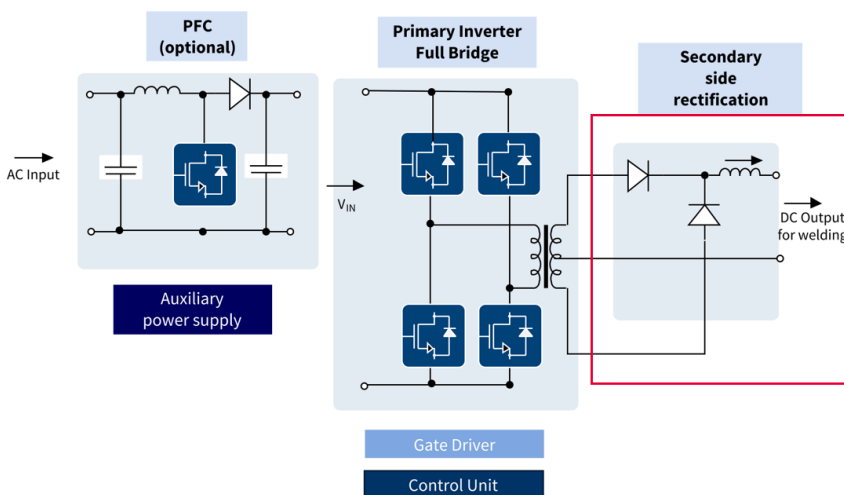 PFC
(optional)
Primary Inverter
Full Bridge
Secondary
side
rectification
AC Input
V_IN
DC Output
for welding
Auxiliary
power supply
Gate Driver
Control Unit